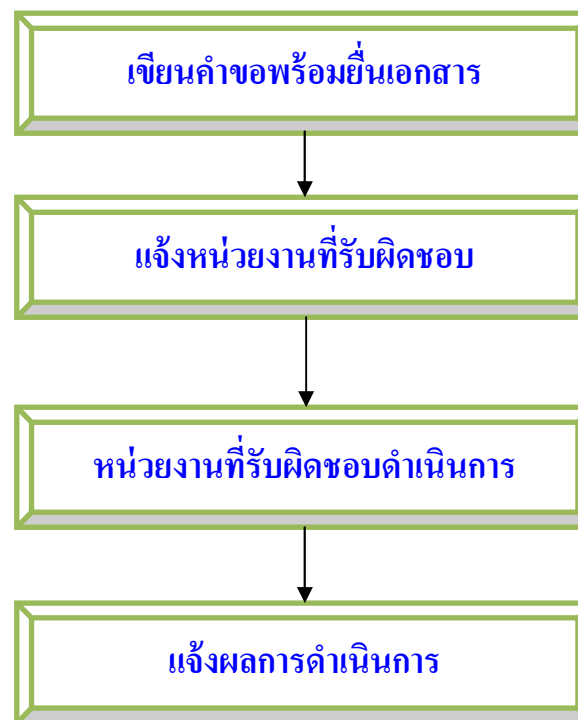 เขียนคำขอพร้อมยื่นเอกสาร
แจ้งหน่วยงานที่รับผิดชอบ
หน่วยงานที่รับผิดชอบดำเนินการ
แจ้งผลการดำเนินการ